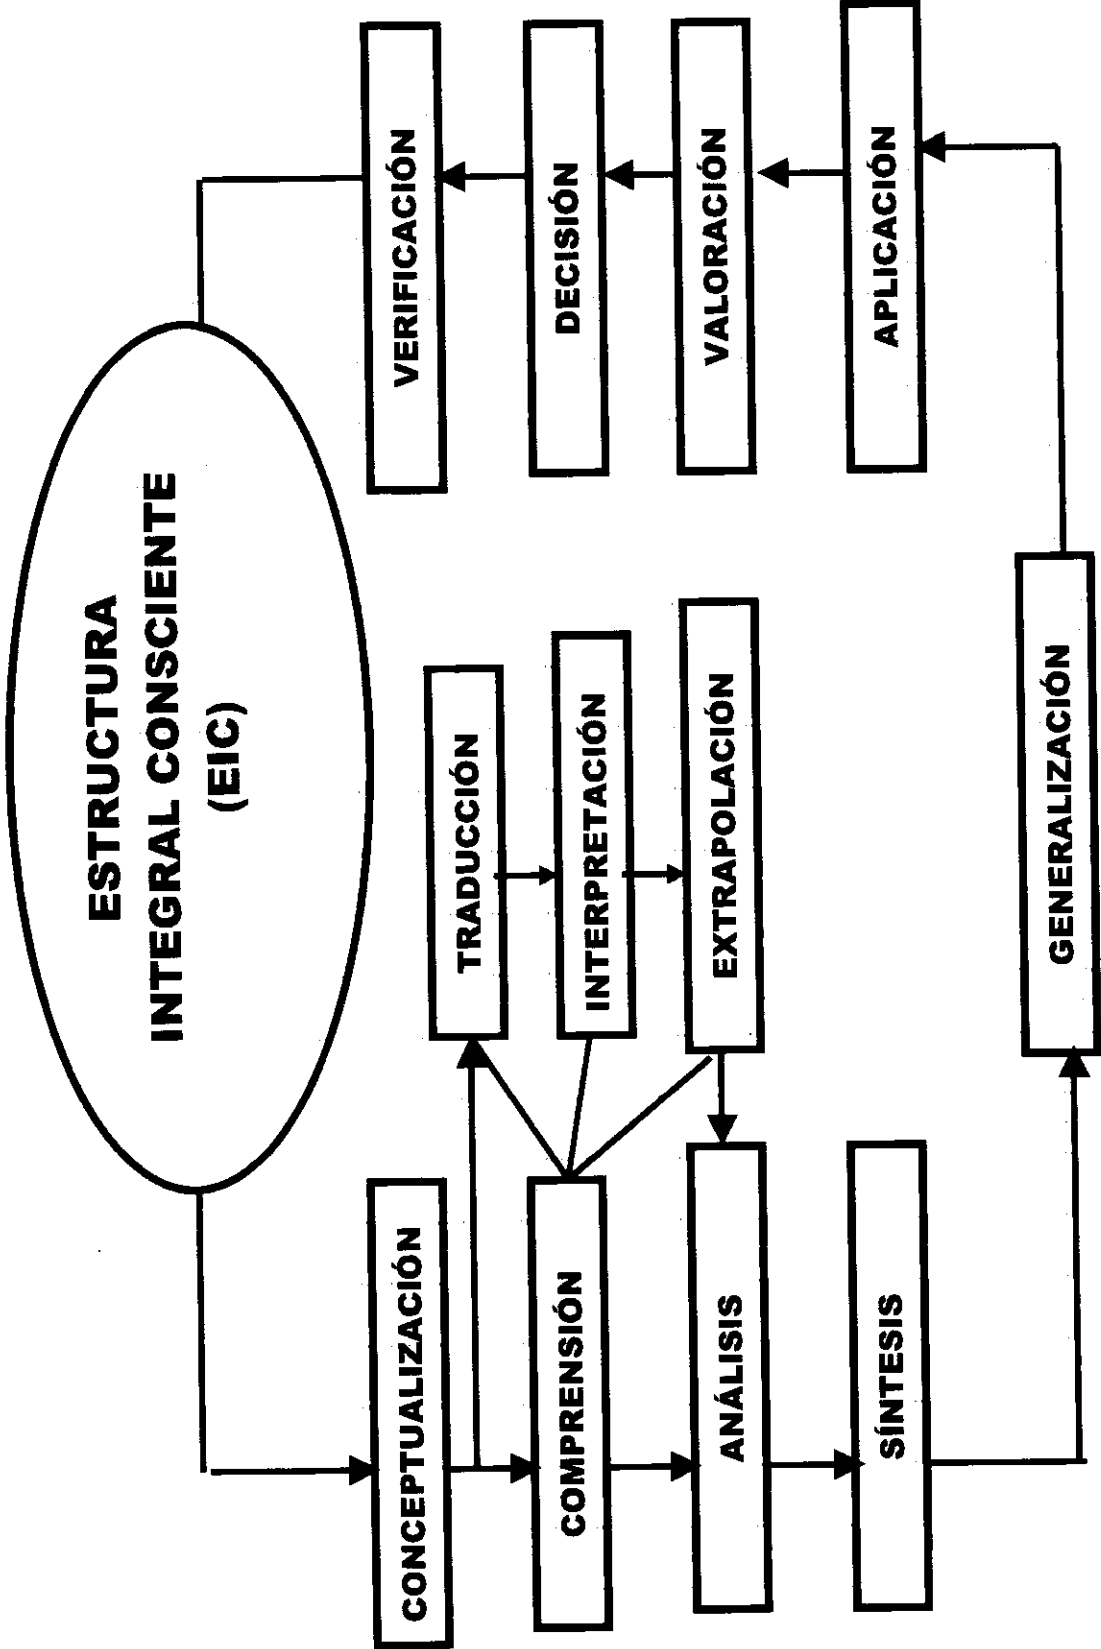 ESTRUCTURA
INTEGRAL CONSCIENTE
(EIC)
CONCEPTUALIZACIÓN
COMPRENSIÓN
ANÁLISIS
SÍNTESIS
TRADUCCIÓN
INTERPRETACIÓN
EXTRAPOLACIÓN
GENERALIZACIÓN
VERIFICACIÓN
DECISIÓN
VALORACIÓN
APLICACIÓN